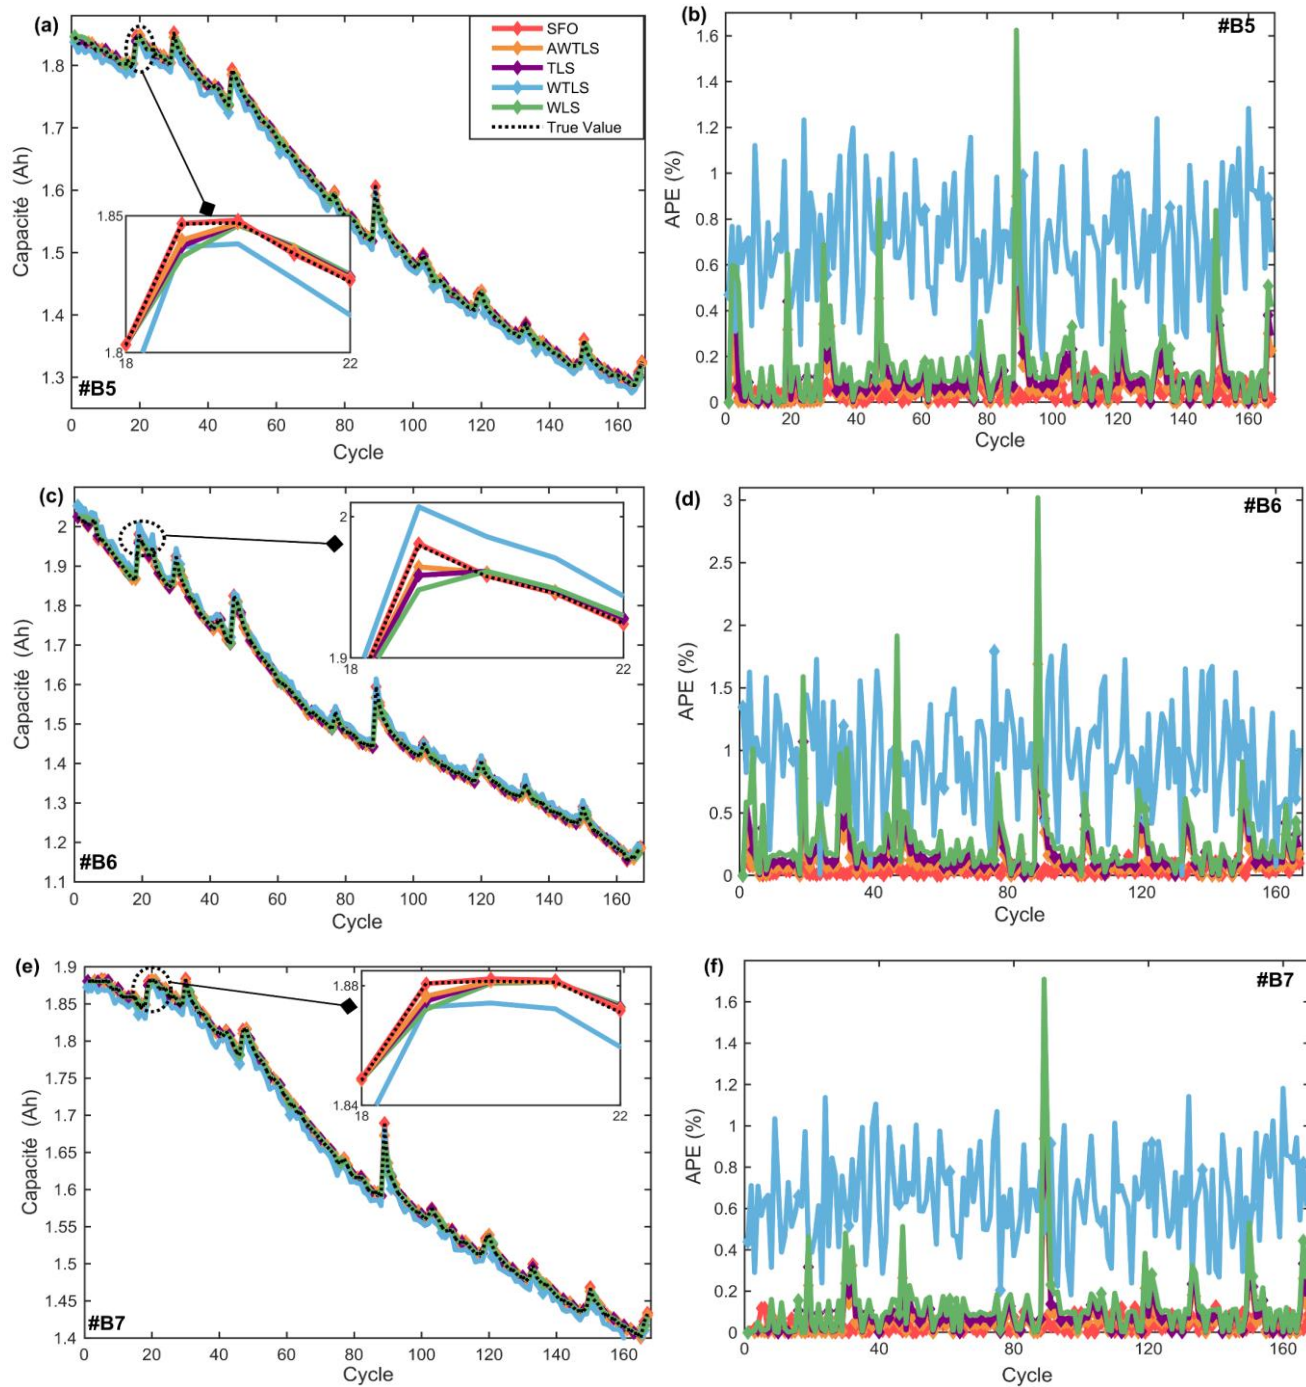 (a)
SFO
AWTLS
TLS
WTLS
WLS
True Value
1.8
1.7
1.6
1.5
1.4
1.3
Capacité (Ah)
1.85
1.8
18
22
#B5
0 20 40 60 80 100 120 140 160
Cycle
(b)
#B5
1.6
1.4
1.2
1
0.8
0.6
0.4
0.2
0
APE (%)
0 20 40 60 80 100 120 140 160
Cycle
(c)
2
1.9
1.8
1.7
1.6
1.5
1.4
1.3
1.2
1.1
Capacité (Ah)
2
1.9
18
22
#B6
0 20 40 60 80 100 120 140 160
Cycle
(d)
#B6
3
2.5
2
1.5
1
0.5
0
APE (%)
0 40 80 120 160
Cycle
(e)
1.9
1.85
1.8
1.75
1.7
1.65
1.6
1.55
1.5
1.45
1.4
Capacité (Ah)
1.88
1.84
18
22
#B7
0 20 40 60 80 100 120 140 160
Cycle
(f)
#B7
1.6
1.4
1.2
1
0.8
0.6
0.4
0.2
0
APE (%)
0 40 80 120 160
Cycle